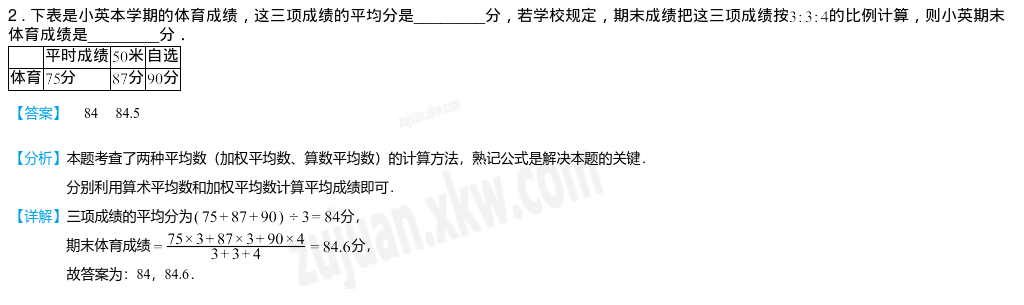 2．下表是小英本学期的体育成绩，这三项成绩的平均分是_________分，若学校规定，期末成绩把这三项成绩按3:3:4的比例计算，则小英期末
体育成绩是_________分．
平时成绩 50米 自选
体育 75分 87分 90分
【答案】 84 84.5
【分析】本题考查了两种平均数（加权平均数、算数平均数）的计算方法，熟记公式是解决本题的关键．
分别利用算术平均数和加权平均数计算平均成绩即可．
【详解】三项成绩的平均分为(75+87+90)÷3=84分，
期末体育成绩=\frac{75×3+87×3+90×4}{3+3+4}=84.6分，
故答案为：84，84.6．
zujuan.xkw.com
zujuan.xkw.com